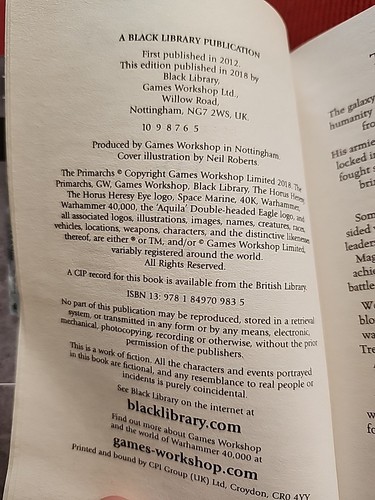 A BLACK LIBRARY PUBLICATION
First published in 2012.
This edition published in 2018 by
Black Library,
Games Workshop Ltd.,
Willow Road,
Nottingham, NG7 2WS, UK.
10 9 8 7 6 5
Produced by Games Workshop in Nottingham.
Cover illustration by Neil Roberts.
The Primarchs © Copyright Games Workshop Limited 2018. The
Primarchs, GW, Games Workshop, Black Library, The Horus Heresy,
The Horus Heresy Eye logo, Space Marine, 40K, Warhammer,
Warhammer 40,000, the 'Aquila' Double-headed Eagle logo, and
all associated logos, illustrations, images, names, creatures, races,
vehicles, locations, weapons, characters, and the distinctive likenesses
thereof, are either ® or TM, and/or © Games Workshop Limited,
variably registered around the world.
All Rights Reserved.
A CIP record for this book is available from the British Library.
ISBN 13: 978 1 84970 983 5
No part of this publication may be reproduced, stored in a retrieval
system, or transmitted in any form or by any means, electronic,
mechanical, photocopying, recording or otherwise, without the prior
permission of the publishers.
This is a work of fiction. All the characters and events portrayed
in this book are fictional, and any resemblance to real people or
incidents is purely coincidental.
See Black Library on the internet at
blacklibrary.com
Find out more about Games Workshop
and the world of Warhammer 40,000 at
games-workshop.com
Printed and bound by CPI Group (UK) Ltd, Croydon, CR0 4YY
The galaxy
humanity
His armie
locked i
fought
Som
sided
leader
Mag
achi
battle